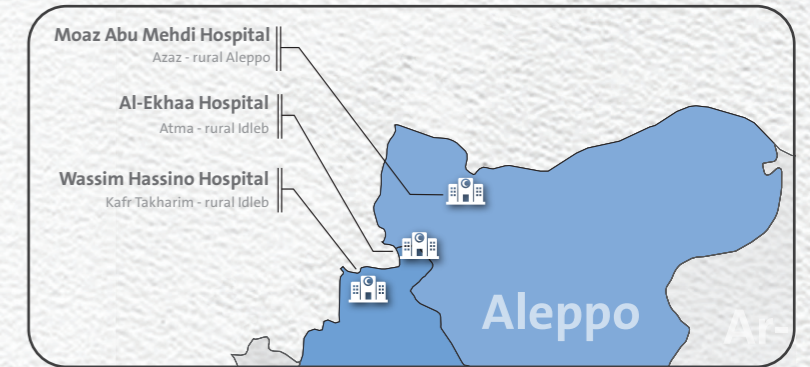 Moaz Abu Mehdi Hospital
Azaz - rural Aleppo
Al-Ekhaa Hospital
Atma - rural Idleb
Wassim Hassino Hospital
Kafr Takharim - rural Idleb
Aleppo
Ar-